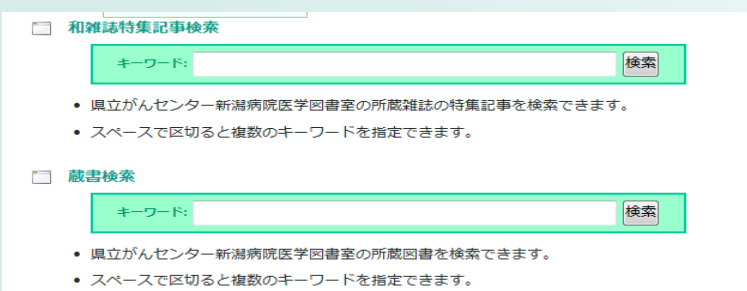 和雑誌特集記事検索
キーワード: 検索
• 県立がんセンター新潟病院医学図書室の所蔵雑誌の特集記事を検索できます。
• スペースで区切ると複数のキーワードを指定できます。
蔵書検索
キーワード: 検索
• 県立がんセンター新潟病院医学図書室の所蔵図書を検索できます。
• スペースで区切ると複数のキーワードを指定できます。